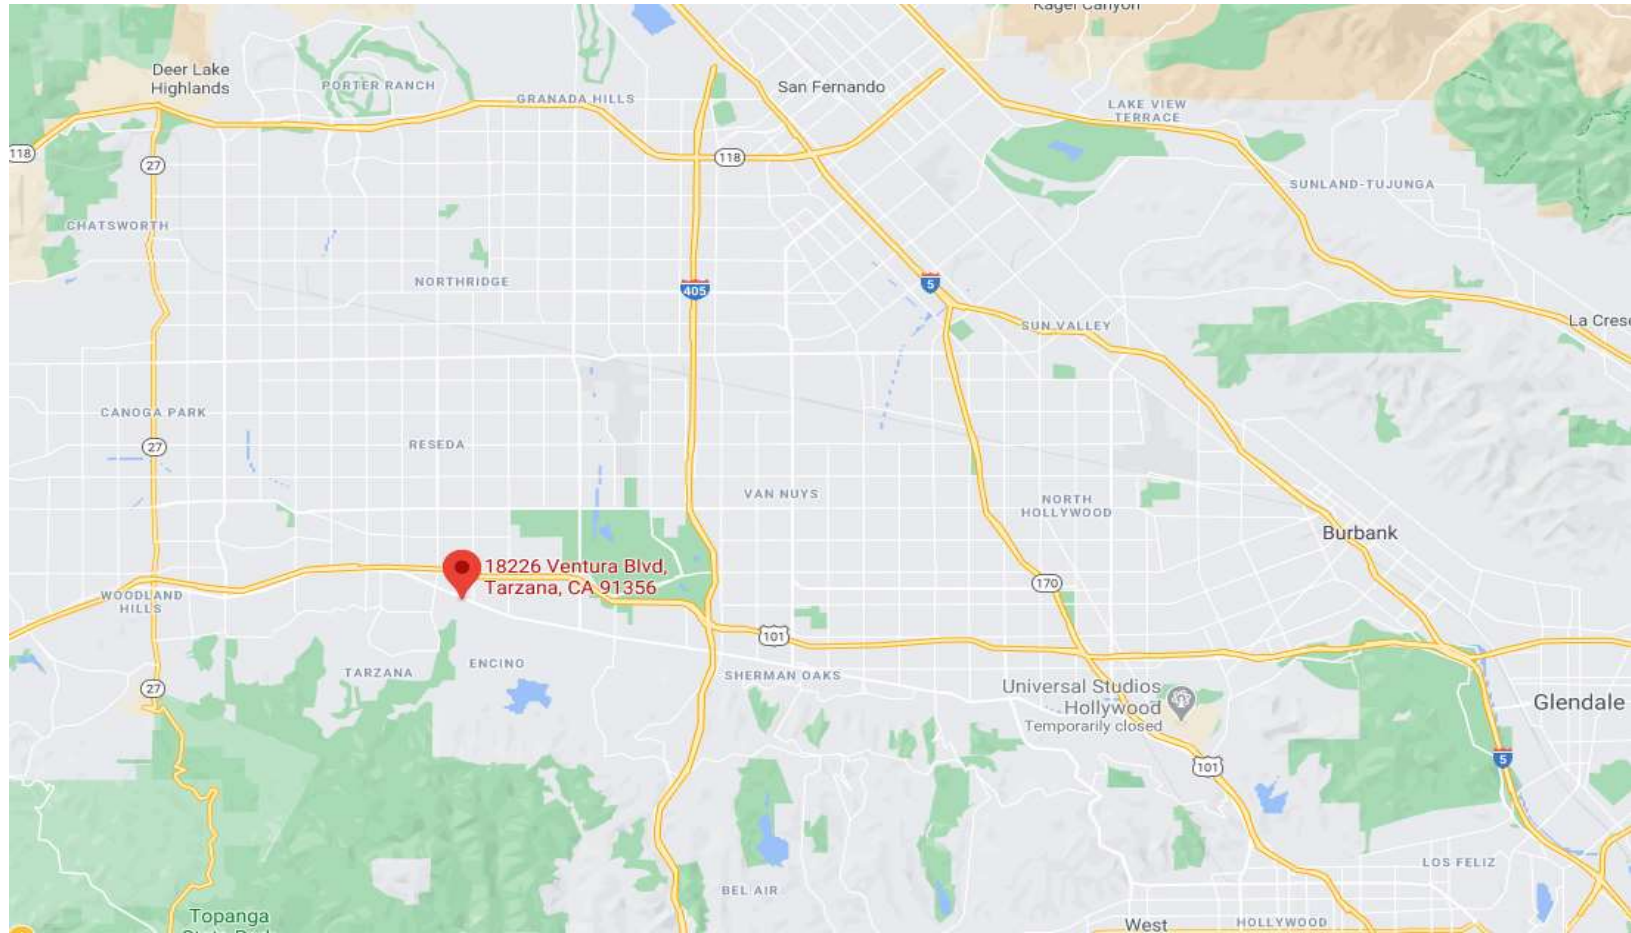 Kagel Canyon
Deer Lake
Highlands
PORTER RANCH
GRANADA HILLS
San Fernando
LAKE VIEW
TERRACE
118
27
118
SUNLAND-TUJUNGA
CHATSWORTH
NORTHRIDGE
405
5
SUN VALLEY
La Cresc
CANOGA PARK
27
RESEDA
VAN NUYS
NORTH
HOLLYWOOD
Burbank
18226 Ventura Blvd,
Tarzana, CA 91356
WOODLAND
HILLS
170
101
TARZANA
ENCINO
SHERMAN OAKS
27
Universal Studios
Hollywood
Temporarily closed
Glendale
101
5
LOS FELIZ
BEL AIR
Topanga
West
HOLLYWOOD